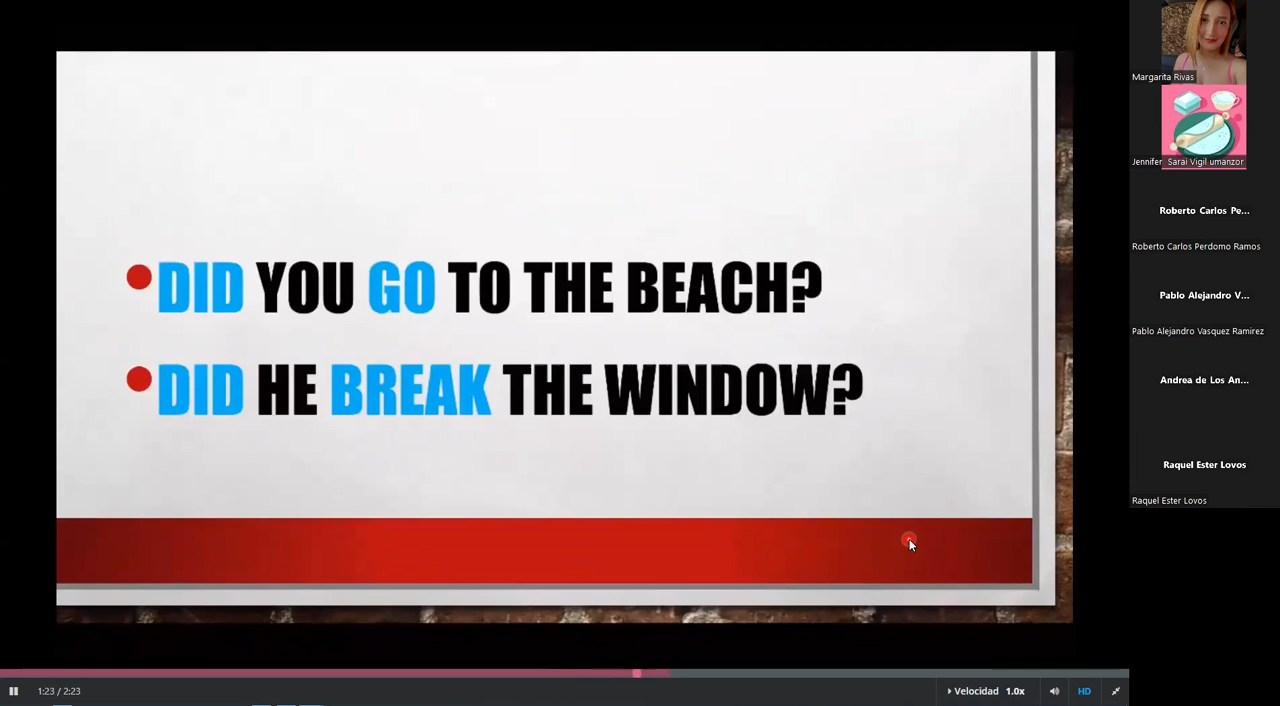 DID YOU GO TO THE BEACH?
DID HE BREAK THE WINDOW?
Margarita Rivas
Jennifer Sarai Vigil umanzor
Roberto Carlos Pe...
Roberto Carlos Perdomo Ramos
Pablo Alejandro V...
Pablo Alejandro Vasquez Ramirez
Andrea de Los An...
Raquel Ester Lovos
Raquel Ester Lovos
1:23 / 2:23
Velocidad 1.0x
HD